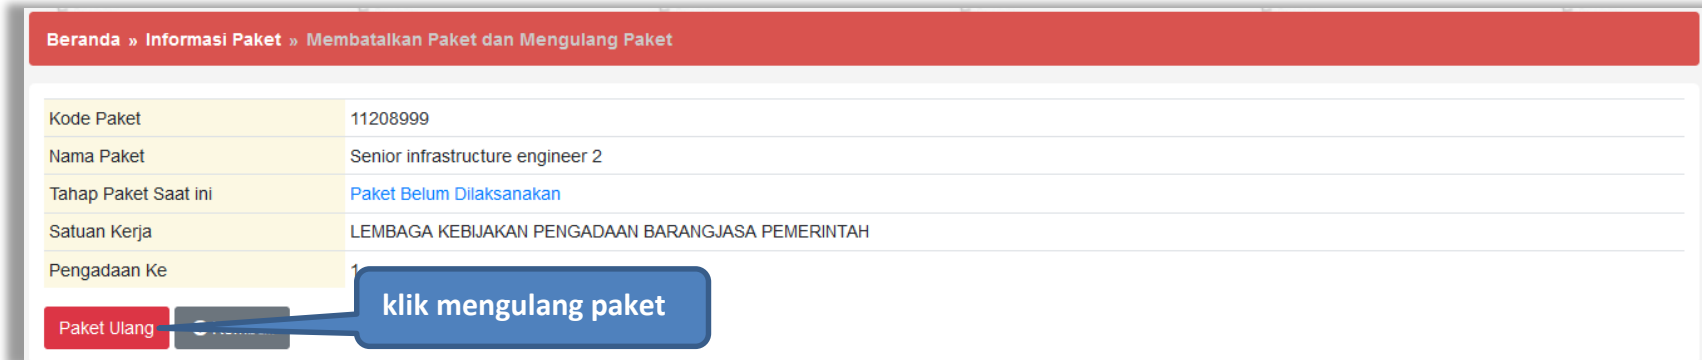 Beranda » Informasi Paket » Membatalkan Paket dan Mengulang Paket
Kode Paket 11208999
Nama Paket Senior infrastructure engineer 2
Tahap Paket Saat ini Paket Belum Dilaksanakan
Satuan Kerja LEMBAGA KEBIJAKAN PENGADAAN BARANGJASA PEMERINTAH
Pengadaan Ke 1
klik mengulang paket
Paket Ulang